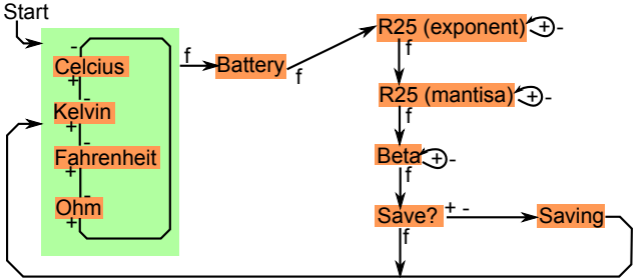 Start
-
Celcius
+
-
Kelvin
+
-
Fahrenheit
+
-
Ohm
+
f
Battery
f
R25 (exponent)
+ -
f
R25 (mantisa)
+ -
f
Beta
+ -
f
Save?
+ -
f
Saving